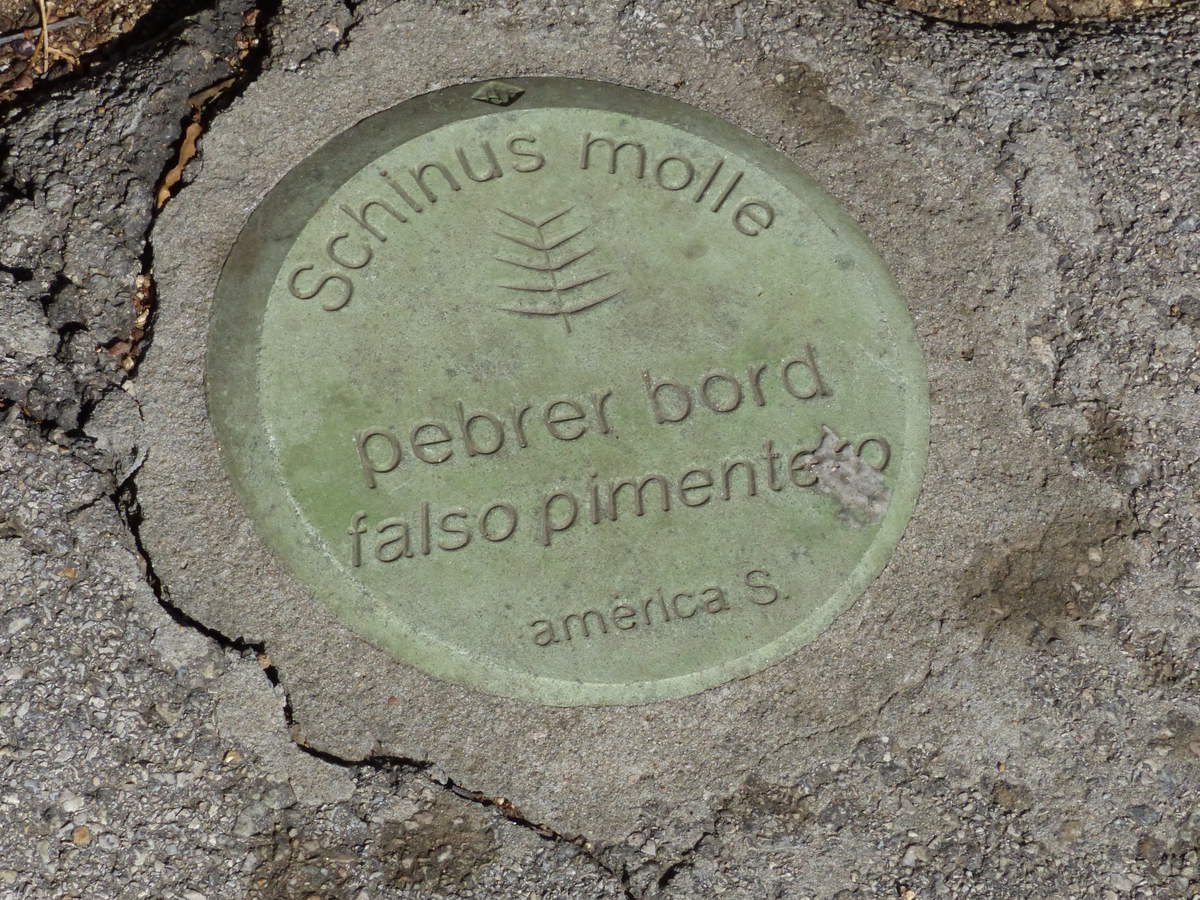 Schinus molle
pebrer bord
falso pimentero
america S.